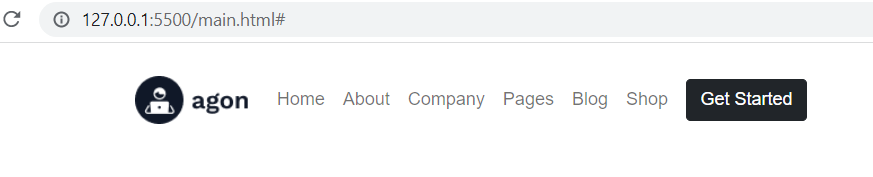 127.0.0.1:5500/main.html#
agon Home About Company Pages Blog Shop Get Started